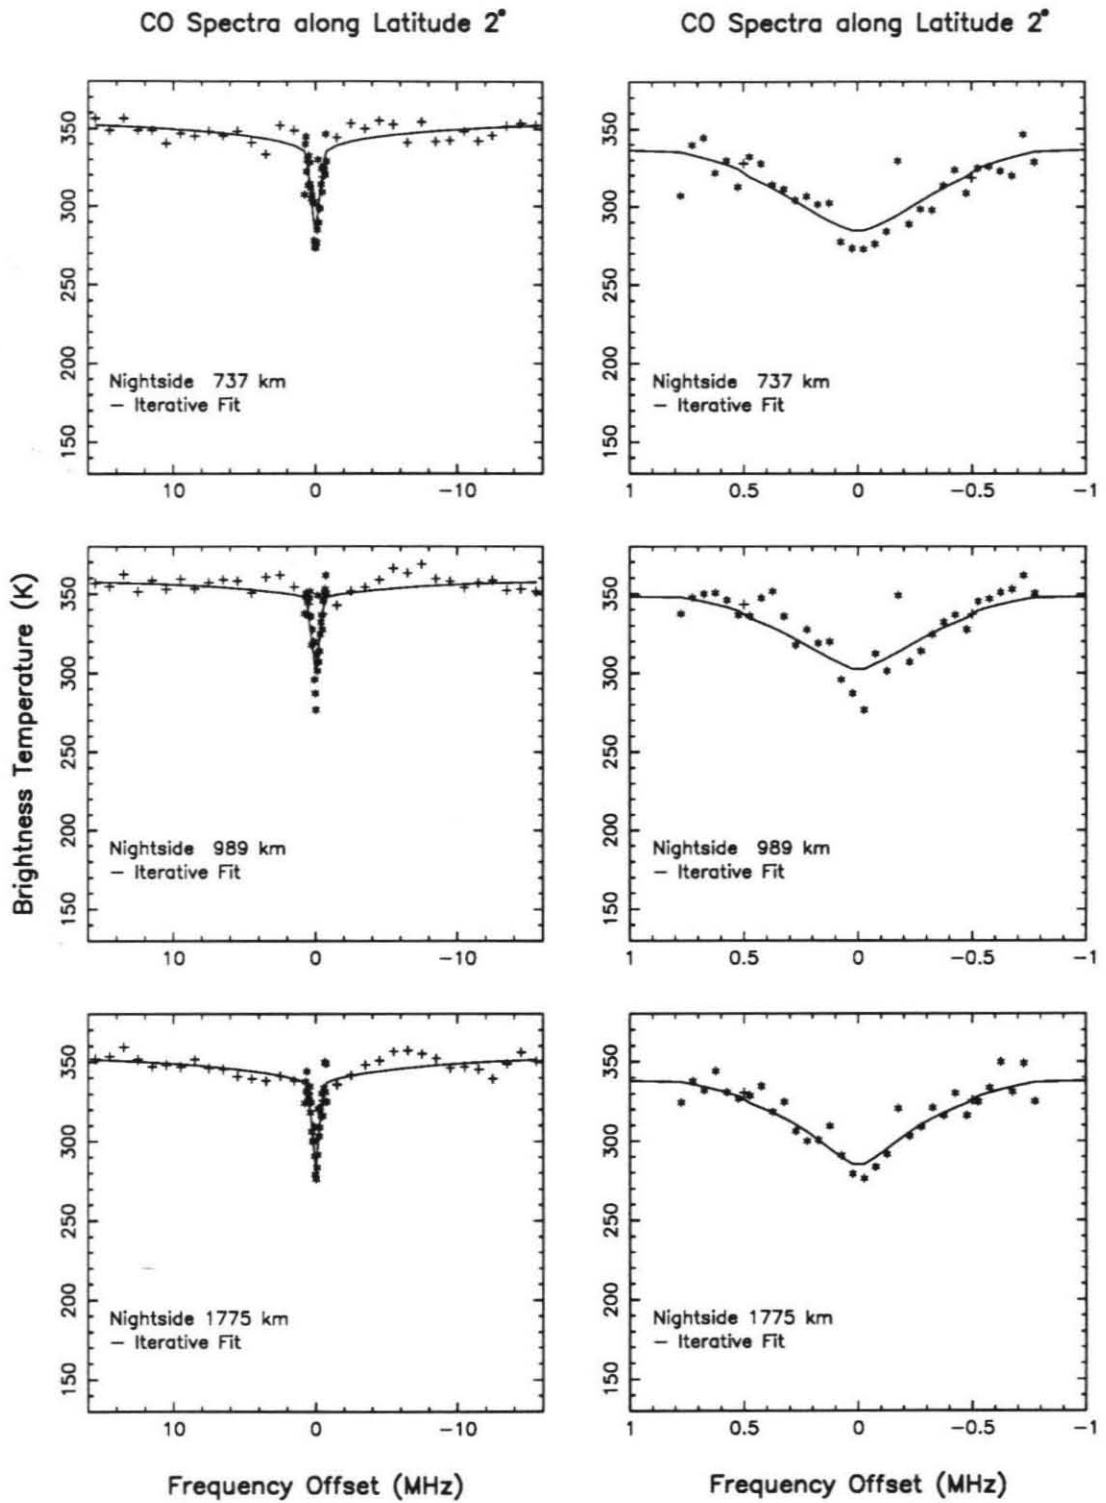 CO Spectra along Latitude 2°
CO Spectra along Latitude 2°
350
300
250
200
150
Nightside 737 km
– Iterative Fit
10 0 −10
350
300
250
200
150
Nightside 737 km
– Iterative Fit
1 0.5 0 −0.5 −1
Brightness Temperature (K)
350
300
250
200
150
Nightside 989 km
– Iterative Fit
10 0 −10
350
300
250
200
150
Nightside 989 km
– Iterative Fit
1 0.5 0 −0.5 −1
350
300
250
200
150
Nightside 1775 km
– Iterative Fit
10 0 −10
Frequency Offset (MHz)
350
300
250
200
150
Nightside 1775 km
– Iterative Fit
1 0.5 0 −0.5 −1
Frequency Offset (MHz)